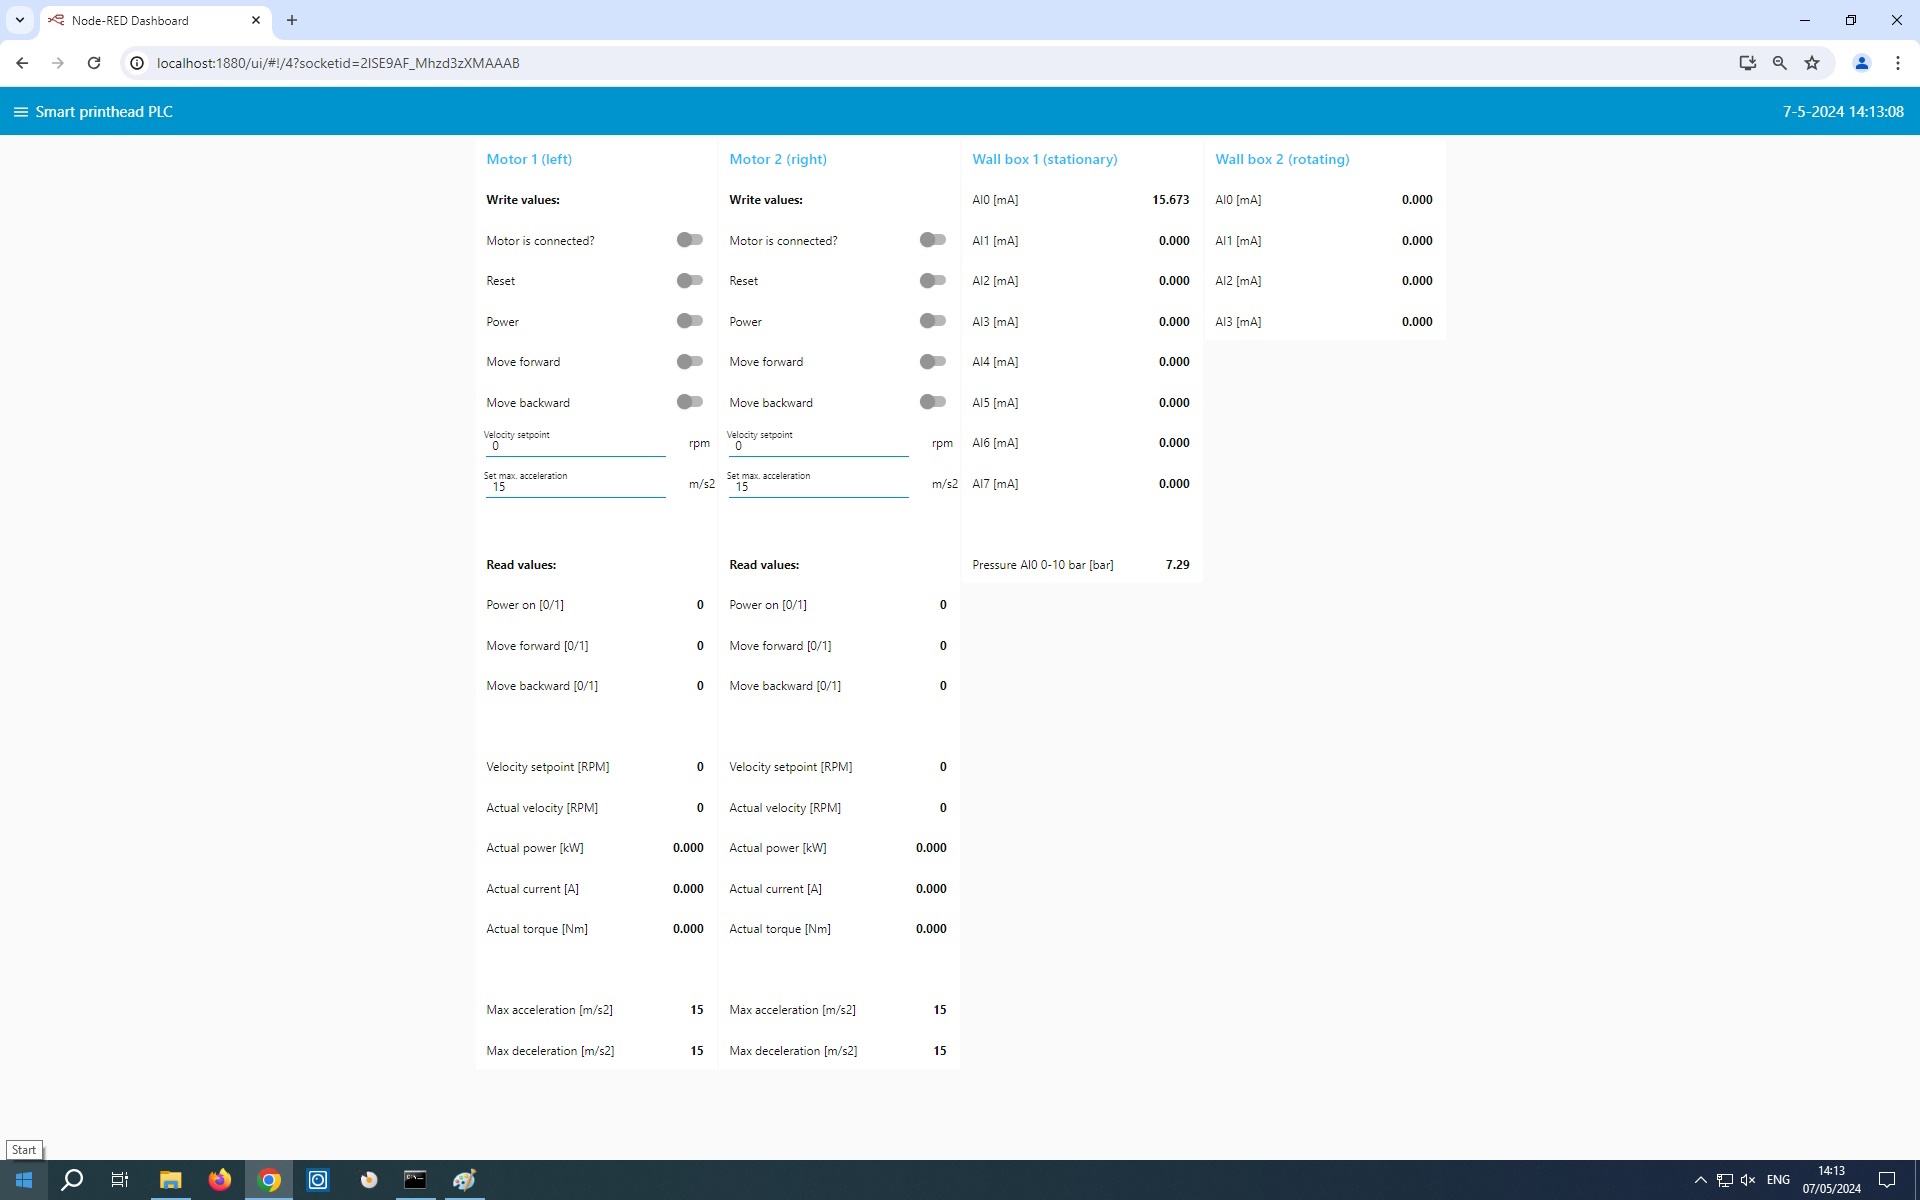 Node-RED Dashboard
localhost:1880/ui/#!/4?socketid=2ISE9AF_Mhzd3zXMAAAB
Smart printhead PLC
7-5-2024 14:13:08
Motor 1 (left)
Write values:
Motor is connected?
Reset
Power
Move forward
Move backward
Velocity setpoint
0 rpm
Set max. acceleration
15 m/s2
Read values:
Power on [0/1] 0
Move forward [0/1] 0
Move backward [0/1] 0
Velocity setpoint [RPM] 0
Actual velocity [RPM] 0
Actual power [kW] 0.000
Actual current [A] 0.000
Actual torque [Nm] 0.000
Max acceleration [m/s2] 15
Max deceleration [m/s2] 15
Motor 2 (right)
Write values:
Motor is connected?
Reset
Power
Move forward
Move backward
Velocity setpoint
0 rpm
Set max. acceleration
15 m/s2
Read values:
Power on [0/1] 0
Move forward [0/1] 0
Move backward [0/1] 0
Velocity setpoint [RPM] 0
Actual velocity [RPM] 0
Actual power [kW] 0.000
Actual current [A] 0.000
Actual torque [Nm] 0.000
Max acceleration [m/s2] 15
Max deceleration [m/s2] 15
Wall box 1 (stationary)
AI0 [mA] 15.673
AI1 [mA] 0.000
AI2 [mA] 0.000
AI3 [mA] 0.000
AI4 [mA] 0.000
AI5 [mA] 0.000
AI6 [mA] 0.000
AI7 [mA] 0.000
Pressure AI0 0-10 bar [bar] 7.29
Wall box 2 (rotating)
AI0 [mA] 0.000
AI1 [mA] 0.000
AI2 [mA] 0.000
AI3 [mA] 0.000
Start
ENG
14:13
07/05/2024